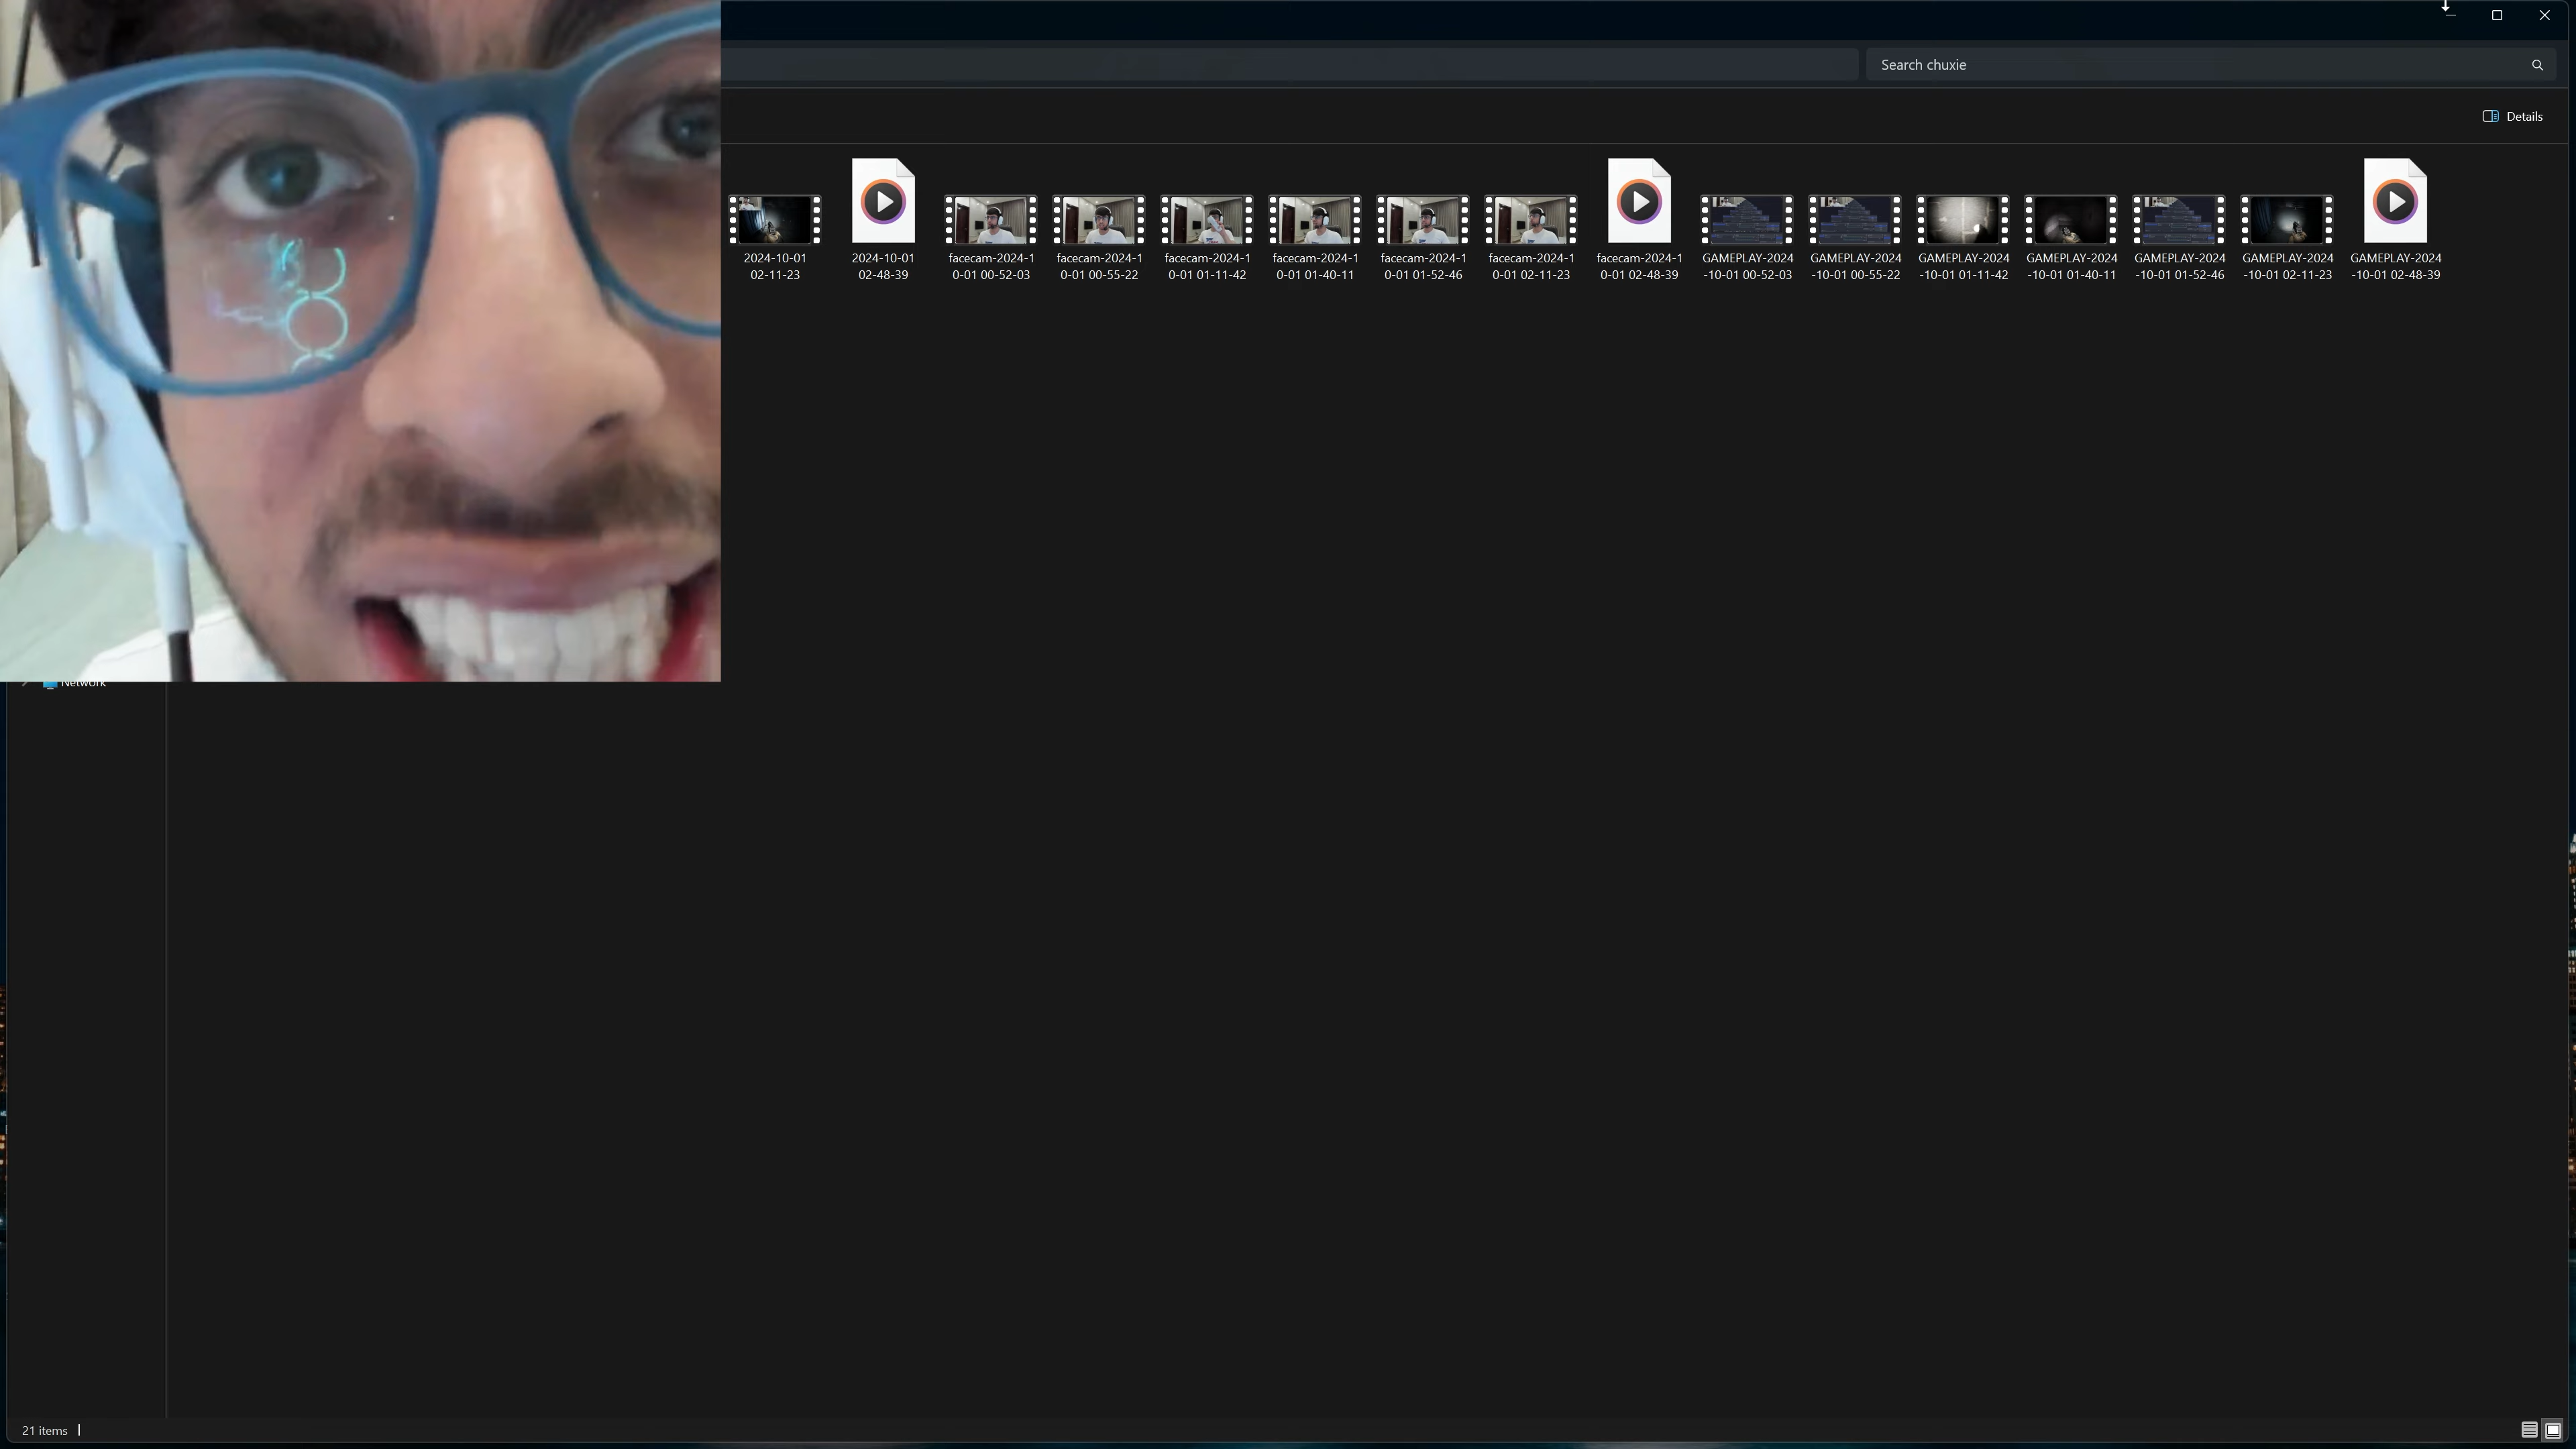 Search chuxie
Details
2024-10-01
02-11-23
2024-10-01
02-48-39
facecam-2024-1
0-01 00-52-03
facecam-2024-1
0-01 00-55-22
facecam-2024-1
0-01 01-11-42
facecam-2024-1
0-01 01-40-11
facecam-2024-1
0-01 01-52-46
facecam-2024-1
0-01 02-11-23
facecam-2024-1
0-01 02-48-39
GAMEPLAY-2024
-10-01 00-52-03
GAMEPLAY-2024
-10-01 00-55-22
GAMEPLAY-2024
-10-01 01-11-42
GAMEPLAY-2024
-10-01 01-40-11
GAMEPLAY-2024
-10-01 01-52-46
GAMEPLAY-2024
-10-01 02-11-23
GAMEPLAY-2024
-10-01 02-48-39
Network
21 items